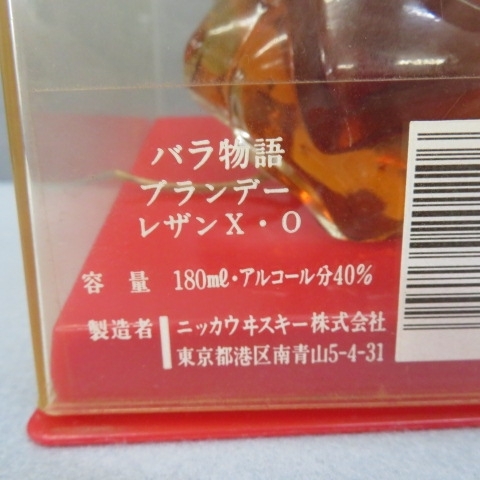 バラ物語
ブランデー
レザンX・O
容量 180ml・アルコール分40%
製造者 ニッカウヰスキー株式会社
東京都港区南青山5-4-31